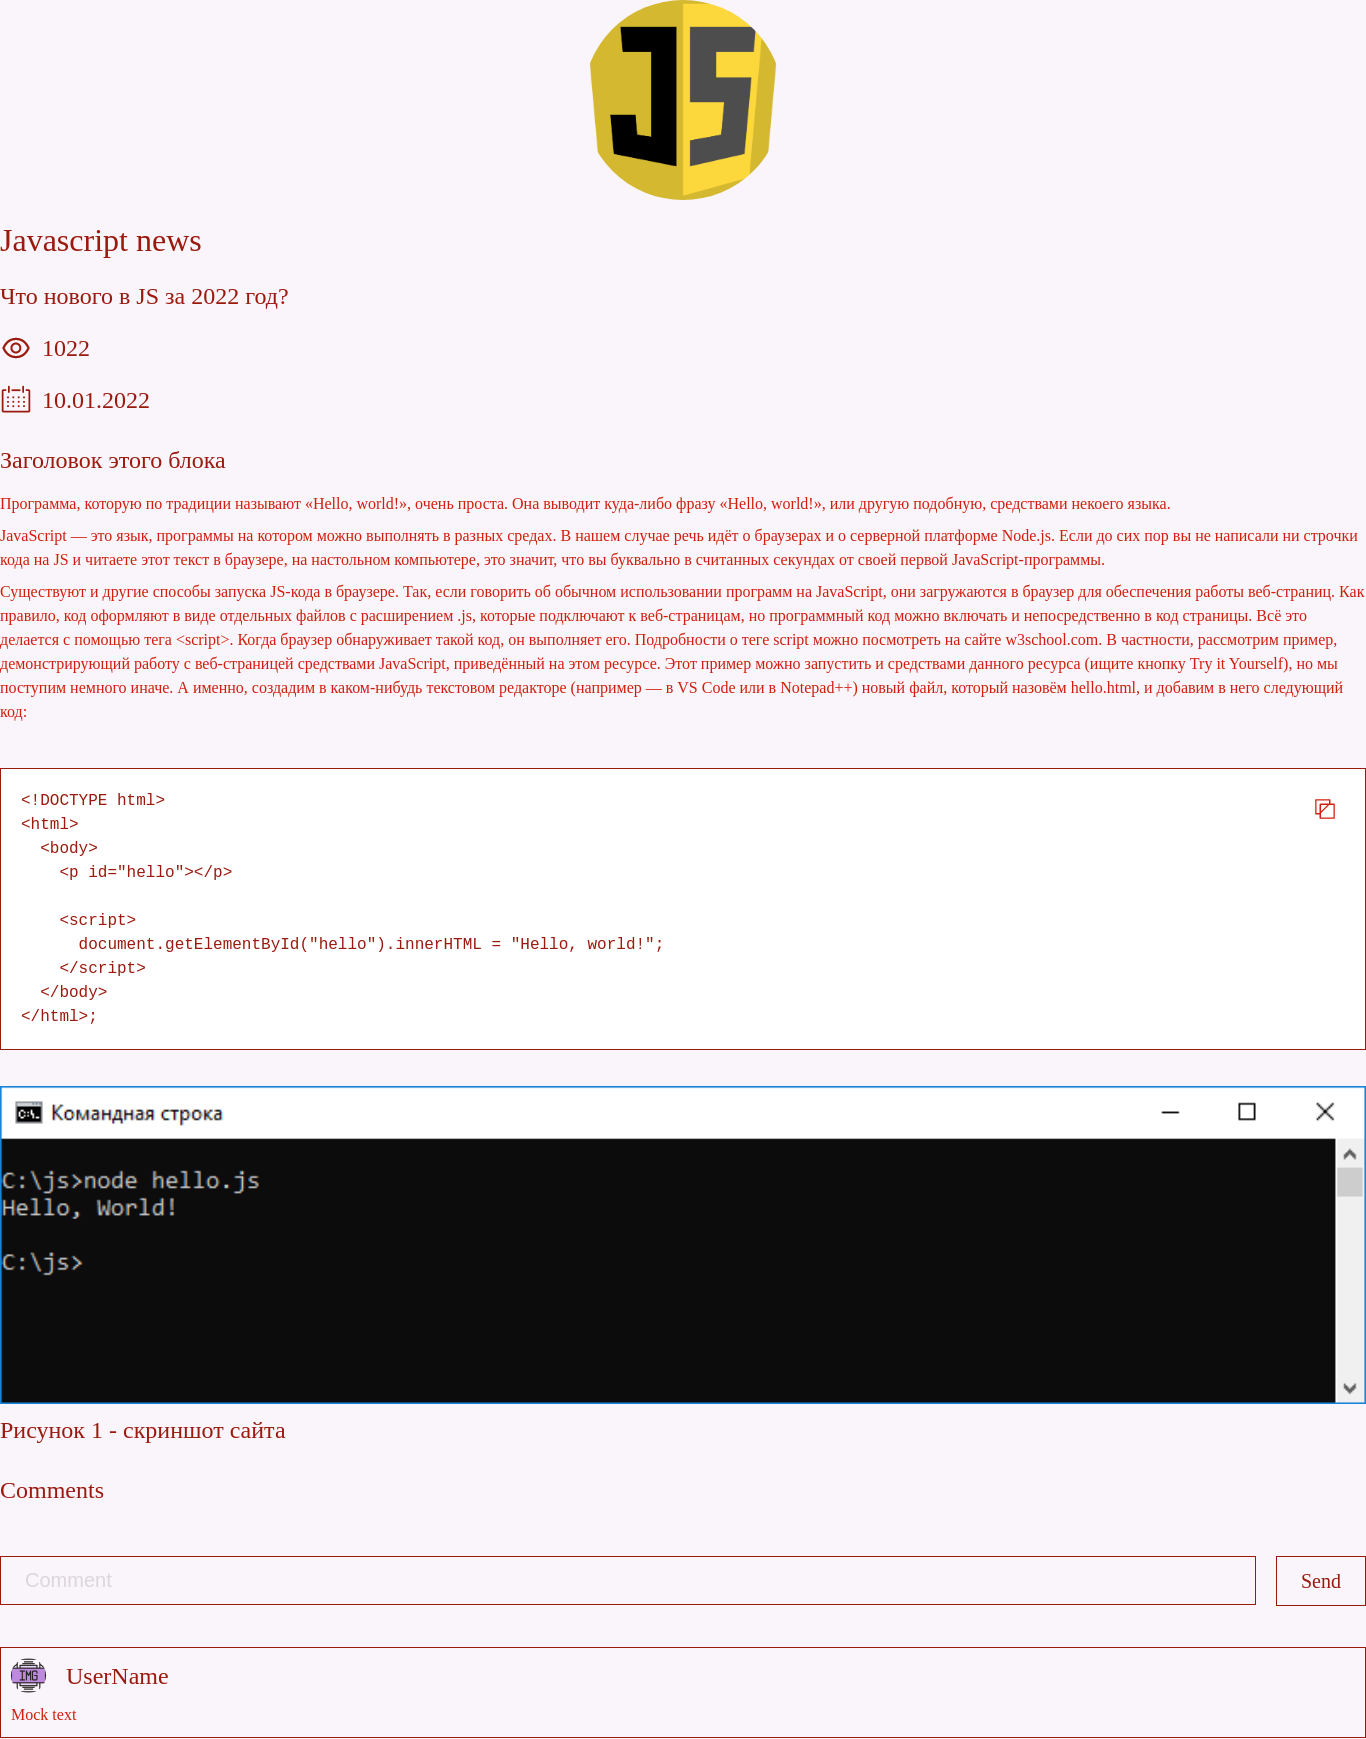 JS
Javascript news
Что нового в JS за 2022 год?
1022
10.01.2022
Заголовок этого блока
Программа, которую по традиции называют «Hello, world!», очень проста. Она выводит куда-либо фразу «Hello, world!», или другую подобную, средствами некоего языка.
JavaScript — это язык, программы на котором можно выполнять в разных средах. В нашем случае речь идёт о браузерах и о серверной платформе Node.js. Если до сих пор вы не написали ни строчки
кода на JS и читаете этот текст в браузере, на настольном компьютере, это значит, что вы буквально в считанных секундах от своей первой JavaScript-программы.
Существуют и другие способы запуска JS-кода в браузере. Так, если говорить об обычном использовании программ на JavaScript, они загружаются в браузер для обеспечения работы веб-страниц. Как
правило, код оформляют в виде отдельных файлов с расширением .js, которые подключают к веб-страницам, но программный код можно включать и непосредственно в код страницы. Всё это
делается с помощью тега <script>. Когда браузер обнаруживает такой код, он выполняет его. Подробности о теге script можно посмотреть на сайте w3school.com. В частности, рассмотрим пример,
демонстрирующий работу с веб-страницей средствами JavaScript, приведённый на этом ресурсе. Этот пример можно запустить и средствами данного ресурса (ищите кнопку Try it Yourself), но мы
поступим немного иначе. А именно, создадим в каком-нибудь текстовом редакторе (например — в VS Code или в Notepad++) новый файл, который назовём hello.html, и добавим в него следующий
код:
<!DOCTYPE html>
<html>
  <body>
    <p id="hello"></p>
    <script>
      document.getElementById("hello").innerHTML = "Hello, world!";
    </script>
  </body>
</html>;
C:\. Командная строка
C:\js>node hello.js
Hello, World!
C:\js>
Рисунок 1 - скриншот сайта
Comments
Comment
Send
IMG UserName
Mock text